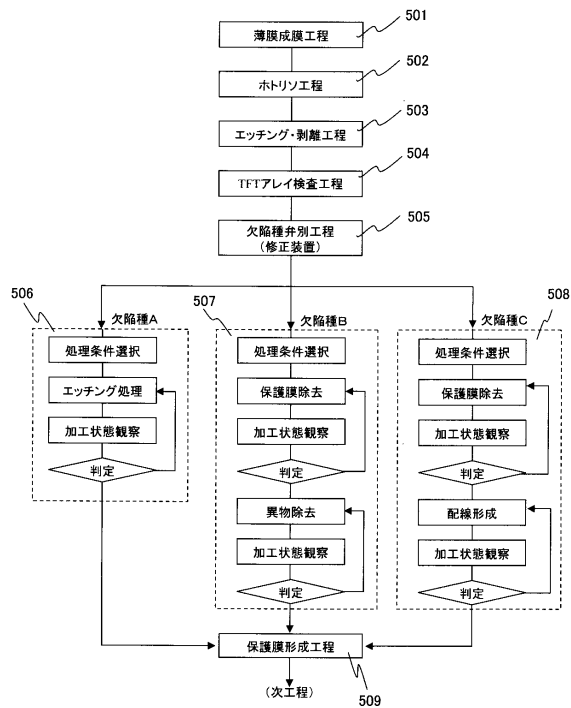 薄膜成膜工程
501
ホトリソ工程
502
エッチング・剥離工程
503
TFTアレイ検査工程
504
欠陥種弁別工程
(修正装置)
505
506
欠陥種A
処理条件選択
エッチング処理
加工状態観察
判定
507
欠陥種B
処理条件選択
保護膜除去
加工状態観察
判定
異物除去
加工状態観察
判定
508
欠陥種C
処理条件選択
保護膜除去
加工状態観察
判定
配線形成
加工状態観察
判定
保護膜形成工程
509
(次工程)